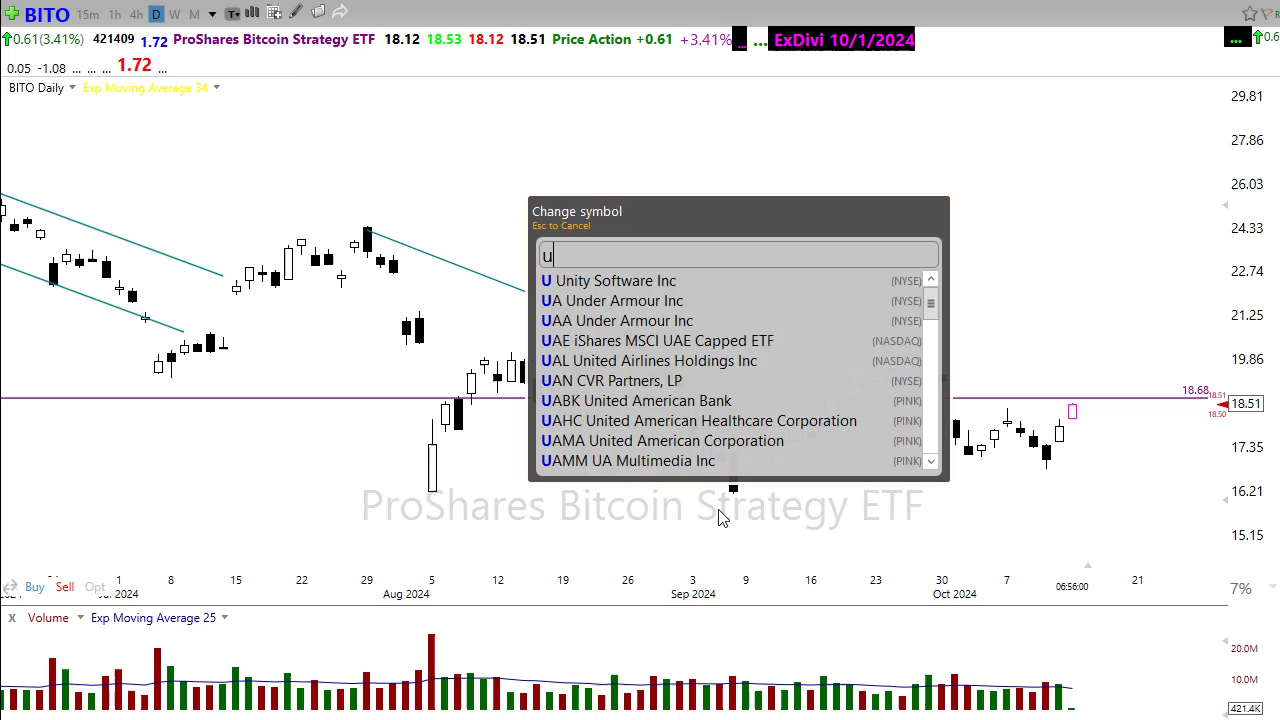 BITO 15m 1h 4h D W M
0.61(3.41%) 421409 1.72 ProShares Bitcoin Strategy ETF 18.12 18.53 18.12 18.51 Price Action +0.61 +3.41% ... ExDivi 10/1/2024 ... 0.6
0.05 -1.08 ... ... ... 1.72 ...
BITO Daily Exp Moving Average 34
29.81
27.86
26.03
24.33
22.74
21.25
19.86
18.68
18.51
18.51
18.50
17.35
16.21
15.15
Change symbol
Esc to Cancel
u
U Unity Software Inc (NYSE)
UA Under Armour Inc (NYSE)
UAA Under Armour Inc (NYSE)
UAE iShares MSCI UAE Capped ETF (NASDAQ)
UAL United Airlines Holdings Inc (NASDAQ)
UAN CVR Partners, LP (NYSE)
UABK United American Bank (PINK)
UAHC United American Healthcare Corporation (PINK)
UAMA United American Corporation (PINK)
UAMM UA Multimedia Inc (PINK)
ProShares Bitcoin Strategy ETF
Buy Sell Opt
1 8 15 22 29 5 12 19 26 3 9 16 23 30 7 06:56:00 21
Jul 2024 Aug 2024 Sep 2024 Oct 2024
7%
X Volume Exp Moving Average 25
20.0M
10.0M
421.4K